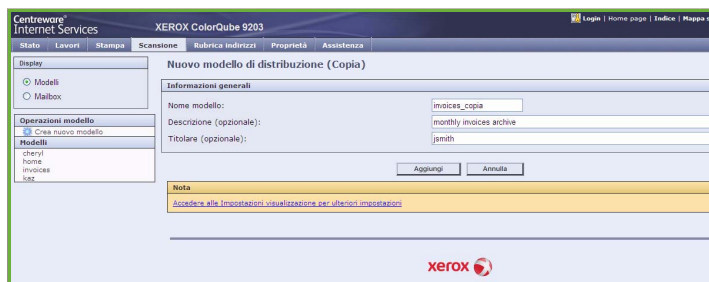 Centreware®
Internet Services
XEROX ColorQube 9203
Login | Home page | Indice | Mappa s
Stato Lavori Stampa Scansione Rubrica indirizzi Proprietà Assistenza
Display
Modelli
Mailbox
Operazioni modello
Crea nuovo modello
Modelli
cheryl
home
invoices
kaz
Nuovo modello di distribuzione (Copia)
Informazioni generali
Nome modello: invoices_copia
Descrizione (opzionale): monthly invoices archive
Titolare (opzionale): jsmith
Aggiungi Annulla
Nota
Accedere alle Impostazioni visualizzazione per ulteriori impostazioni
xerox